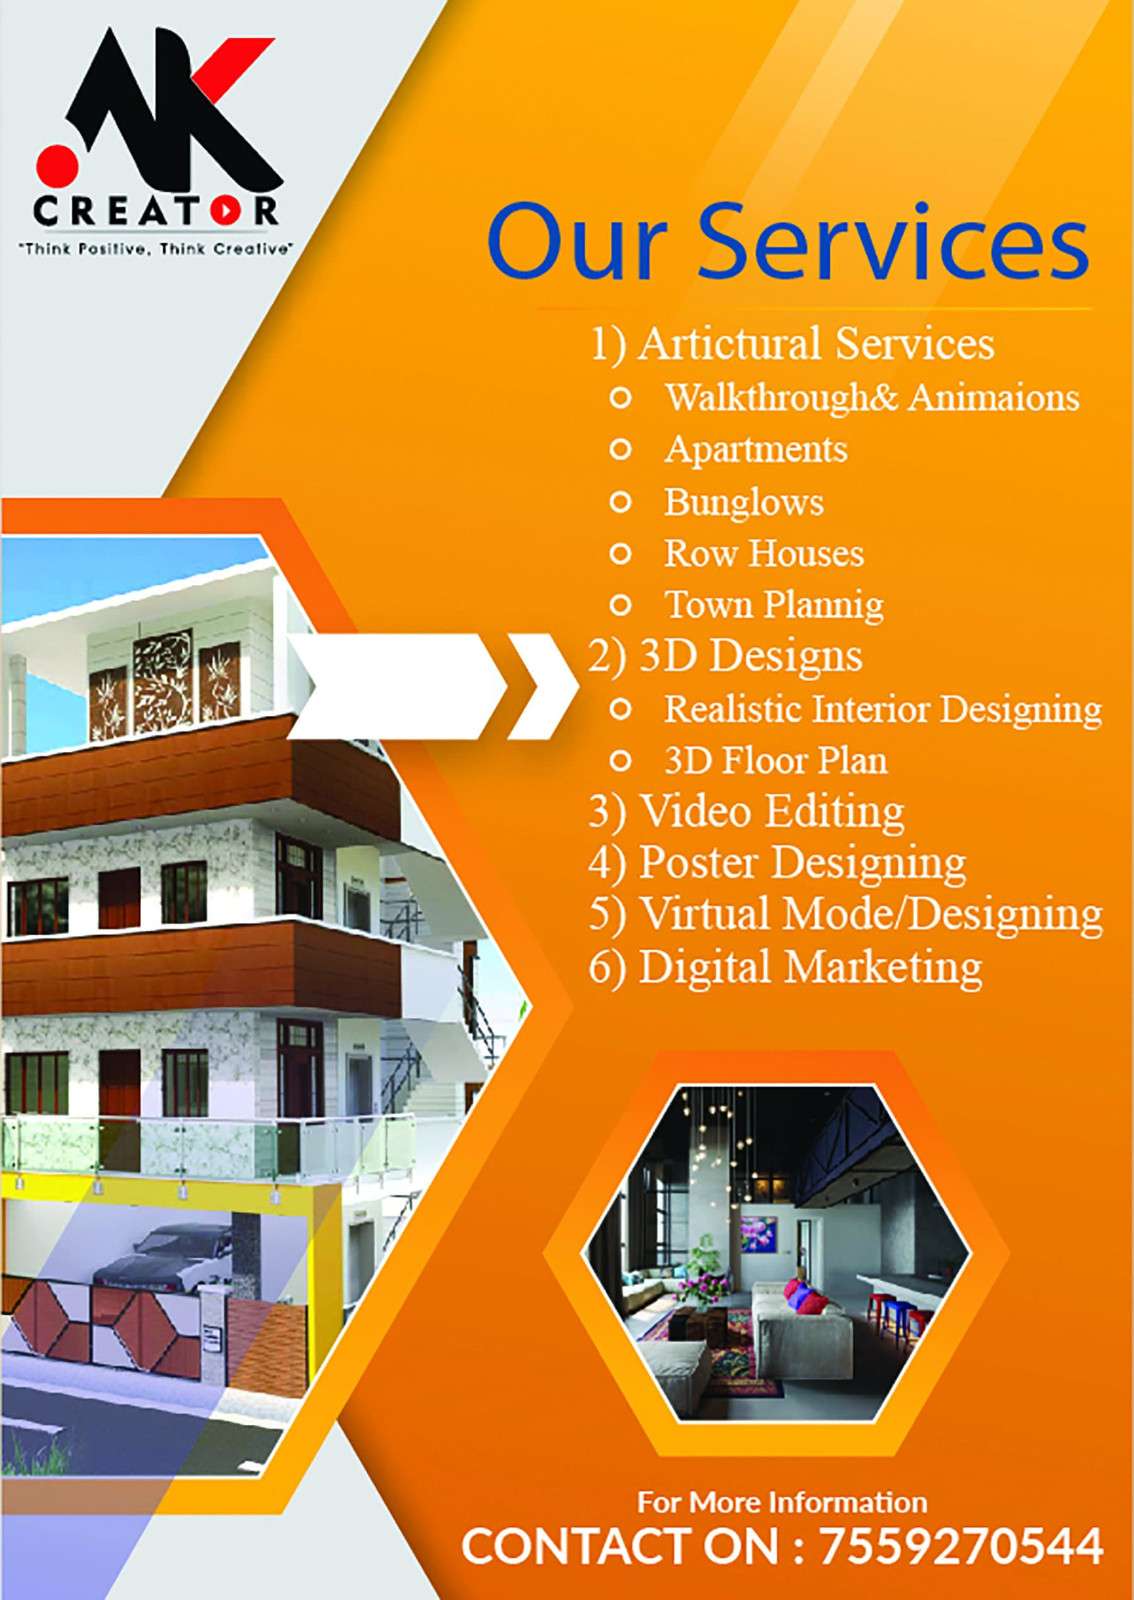 AK
CREATOR
"Think Positive, Think Creative"
Our Services
1) Artictural Services
Walkthrough& Animaions
Apartments
Bunglows
Row Houses
Town Plannig
2) 3D Designs
Realistic Interior Designing
3D Floor Plan
3) Video Editing
4) Poster Designing
5) Virtual Mode/Designing
6) Digital Marketing
For More Information
CONTACT ON : 7559270544